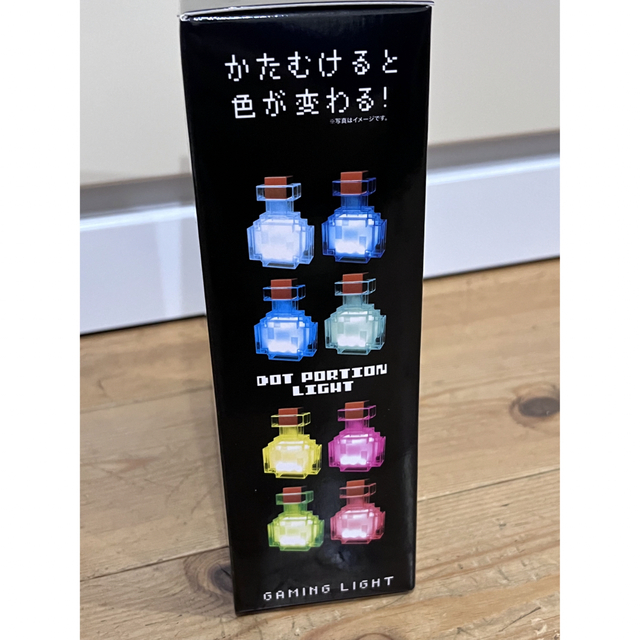 かたむけると
色が変わる!
※写真はイメージです。
DOT PORTION
LIGHT
GAMING LIGHT